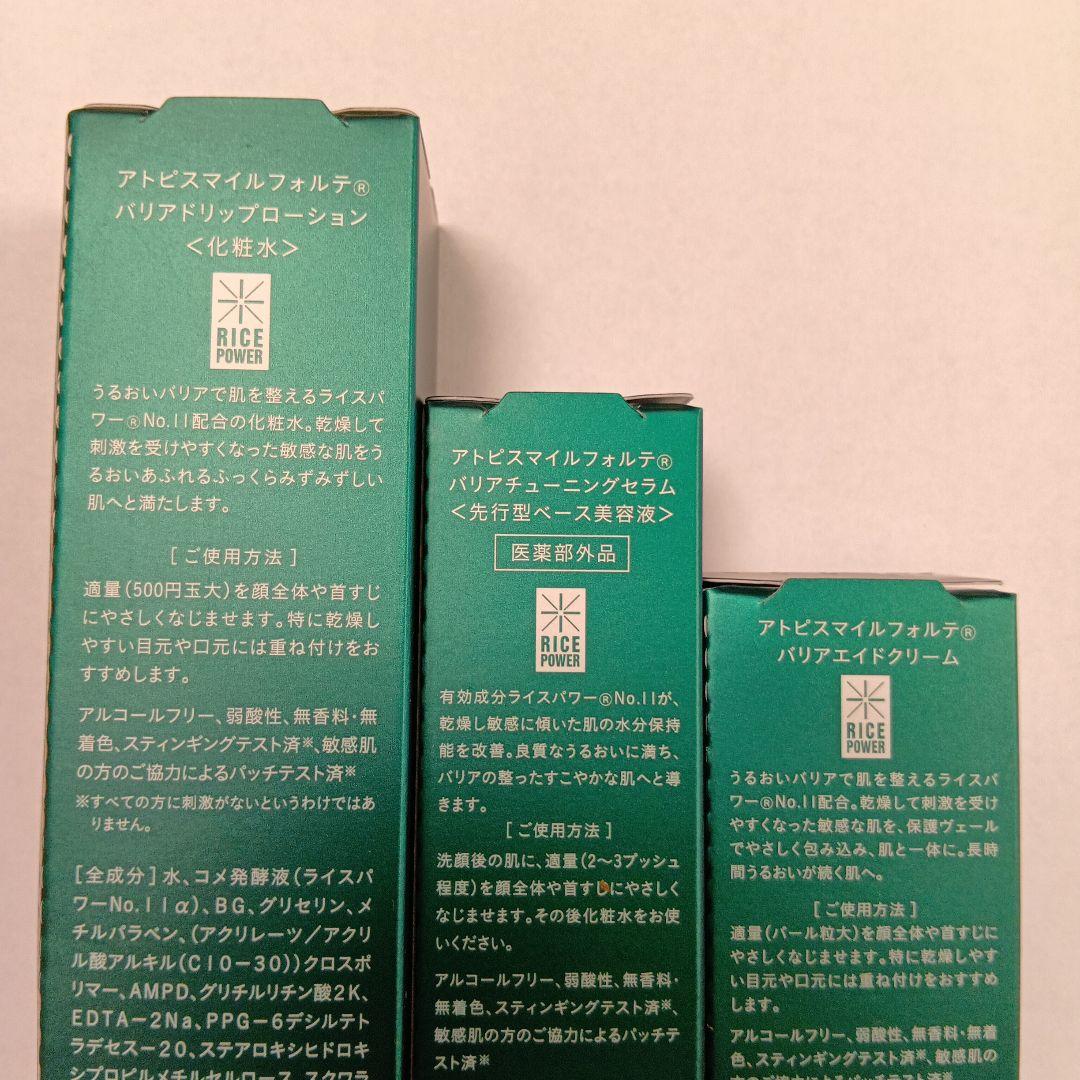 アトピスマイルフォルテ®
バリアドリップローション
<化粧水>
RICE
POWER
うるおいバリアで肌を整えるライスパ
ワー®No.11配合の化粧水。乾燥して
刺激を受けやすくなった敏感な肌をう
るおいあふれるふっくらみずみずしい
肌へと満たします。
[ご使用方法]
適量(500円玉大)を顔全体や首すじ
にやさしくなじませます。特に乾燥し
やすい目元や口元には重ね付けをお
すすめします。
アルコールフリー、弱酸性、無香料・無
着色、スティンギングテスト済※、敏感肌
の方のご協力によるパッチテスト済※
※すべての方に刺激がないというわけではあ
りません。
[全成分]水、コメ発酵液(ライスパ
ワーNo.11α)、BG、グリセリン、メ
チルパラベン、(アクリレーツ/アクリ
ル酸アルキル(C10-30))クロスポ
リマー、AMPD、グリチルリチン酸2K、
EDTA-2Na、PPG-6デシルテト
ラデセス-20、ステアロキシヒドロキ
シプロピルメチルセルロース、スクワラ
アトピスマイルフォルテ®
バリアチューニングセラム
<先行型ベース美容液>
医薬部外品
RICE
POWER
有効成分ライスパワー®No.11が、
乾燥し敏感に傾いた肌の水分保持
能を改善。良質なうるおいに満ち、
バリアの整ったすこやかな肌へと導
きます。
[ご使用方法]
洗顔後の肌に、適量(2〜3プッシュ
程度)を顔全体や首すじにやさしく
なじませます。その後化粧水をお使
いください。
アルコールフリー、弱酸性、無香料・
無着色、スティンギングテスト済※、
敏感肌の方のご協力によるパッチテ
スト済※
アトピスマイルフォルテ®
バリアエイドクリーム
RICE
POWER
うるおいバリアで肌を整えるライスパ
ワー®No.11配合。乾燥して刺激を受け
やすくなった敏感な肌を、保護ヴェール
でやさしく包み込み、肌と一体に。長時
間うるおいが続く肌へ。
[ご使用方法]
適量(パール粒大)を顔全体や首すじに
やさしくなじませます。特に乾燥しやす
い目元や口元には重ね付けをおすすめ
します。
アルコールフリー、弱酸性、無香料・無着
色、スティンギングテスト済※、敏感肌の